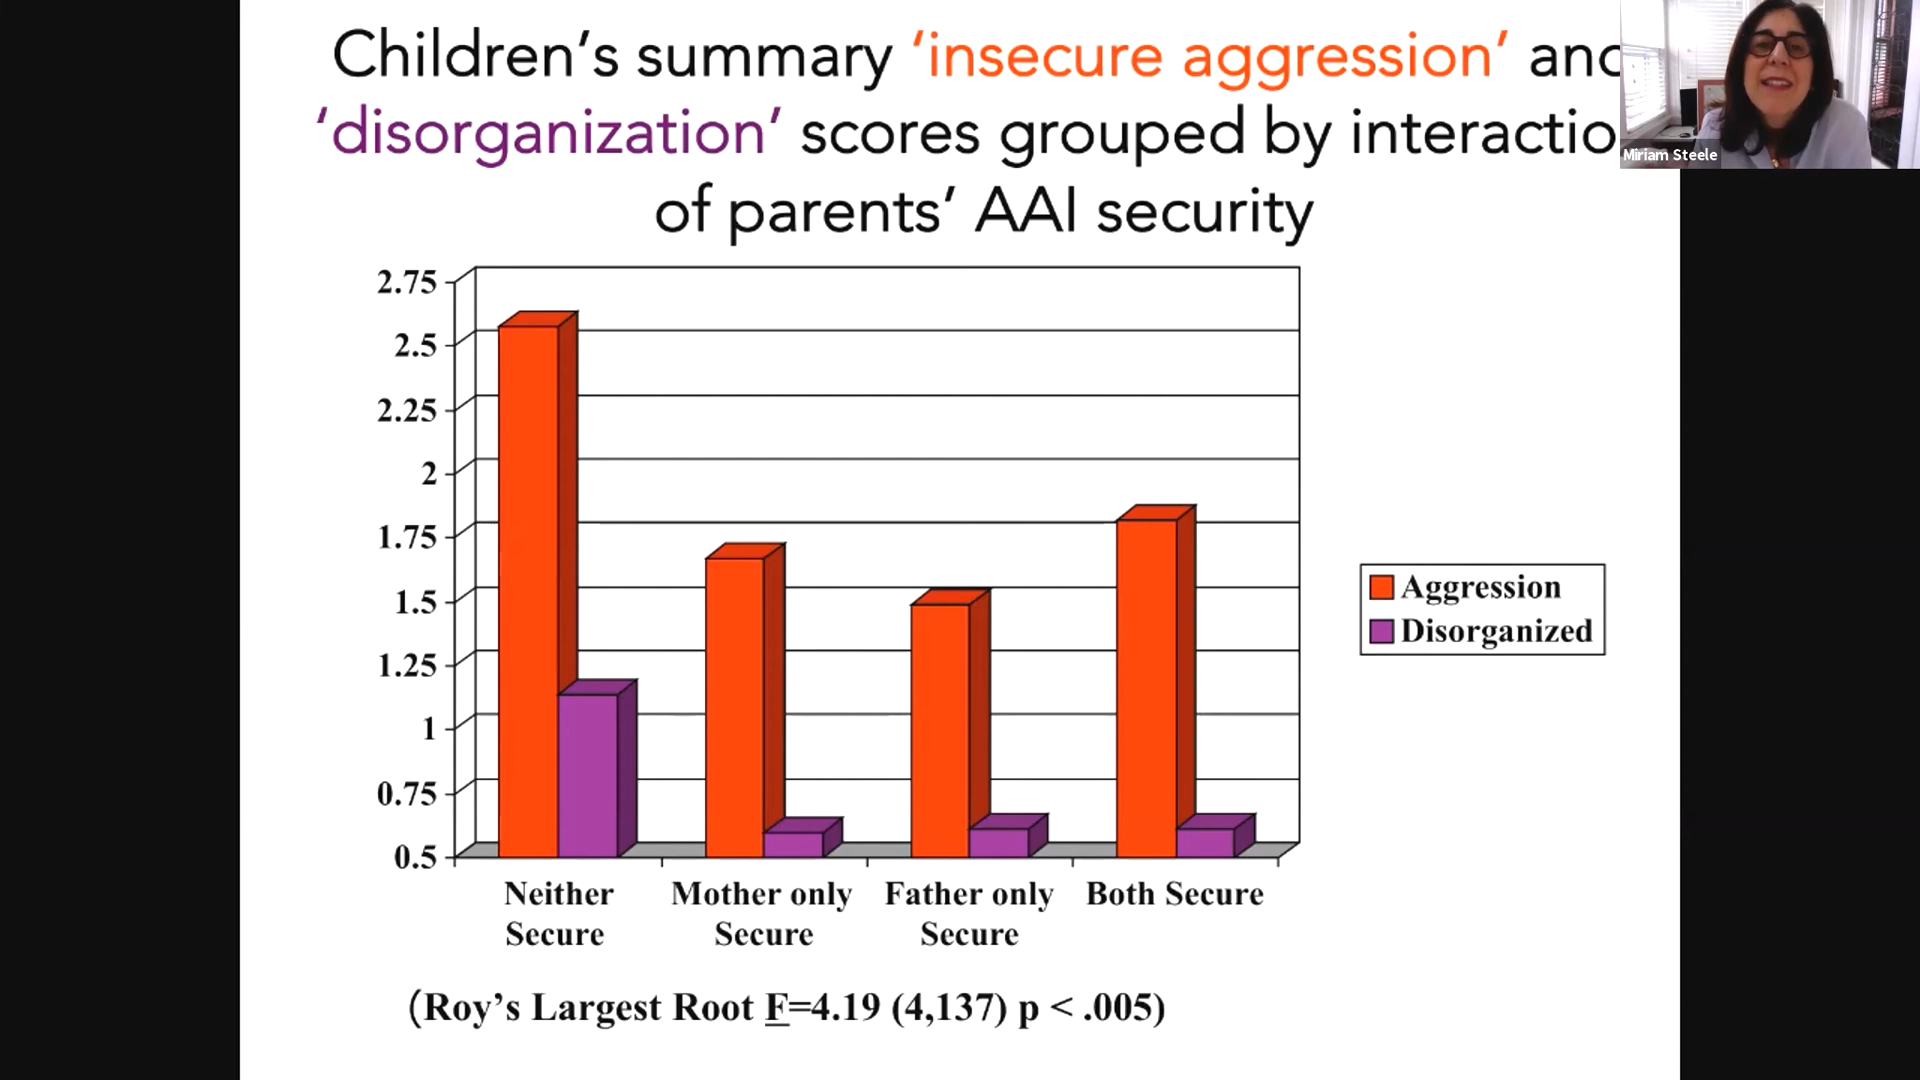 Children’s summary ‘insecure aggression’ and
‘disorganization’ scores grouped by interactio
of parents’ AAI security
Miriam Steele
2.75
2.5
2.25
2
1.75
1.5
1.25
1
0.75
0.5
Neither Secure
Mother only Secure
Father only Secure
Both Secure
Aggression
Disorganized
(Roy’s Largest Root F=4.19 (4,137) p < .005)